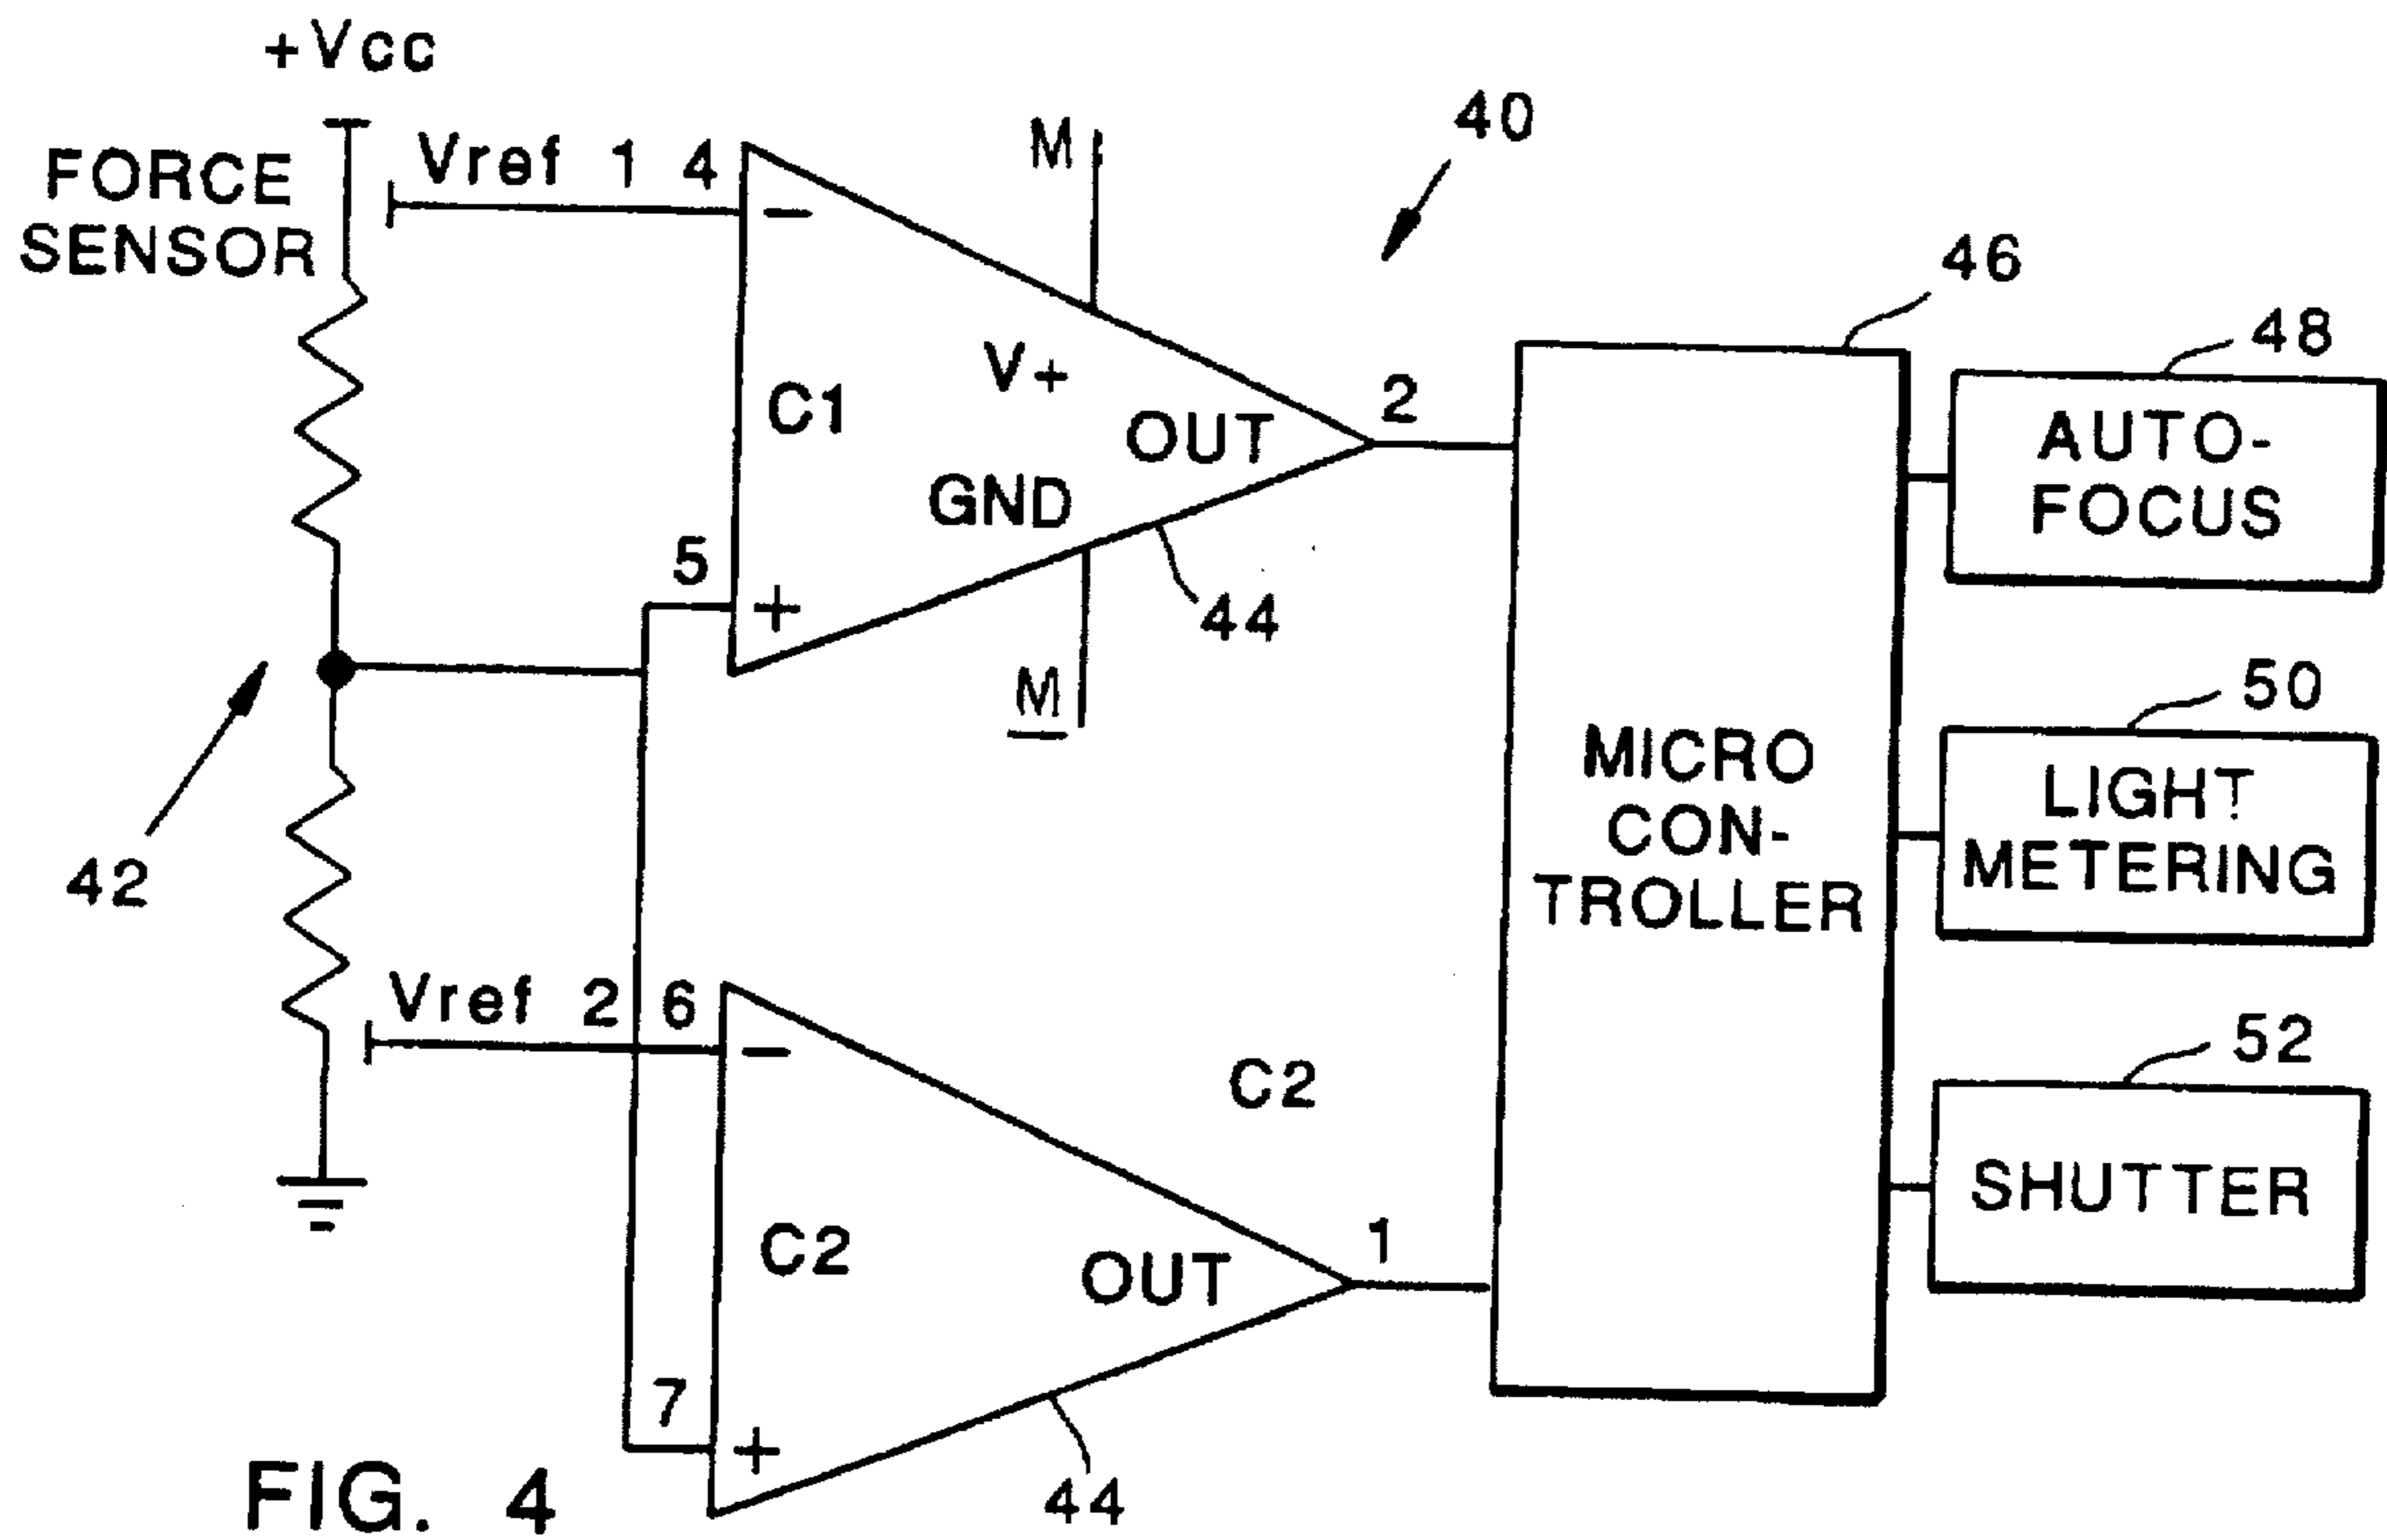 +Vcc
FORCE
SENSOR
Vref 1
4
−
M
40
46
48
AUTO-
FOCUS
C1
V+
OUT
2
GND
5
+
44
M
42
MICRO
CON-
TROLLER
50
LIGHT
METERING
Vref 2
6
−
C2
52
SHUTTER
C2
OUT
1
7
+
44
FIG. 4